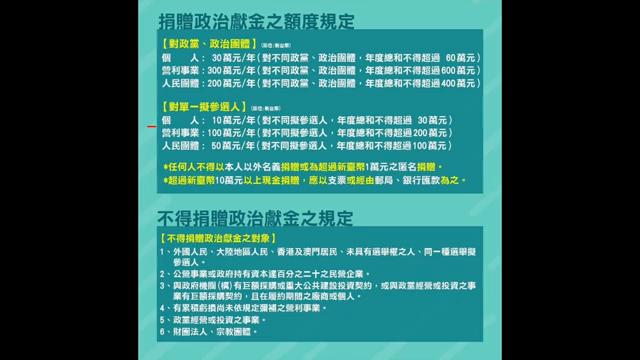 捐贈政治獻金之額度規定
【對政黨、政治團體】(單位:新台幣)
個　　人: 30萬元/年(對不同政黨、政治團體,年度總和不得超過 60萬元)
營利事業:300萬元/年(對不同政黨、政治團體,年度總和不得超過600萬元)
人民團體:200萬元/年(對不同政黨、政治團體,年度總和不得超過400萬元)
【對單一擬參選人】(單位:新台幣)
個　　人: 10萬元/年(對不同擬參選人,年度總和不得超過 30萬元)
營利事業:100萬元/年(對不同擬參選人,年度總和不得超過200萬元)
人民團體: 50萬元/年(對不同擬參選人,年度總和不得超過100萬元)
*任何人不得以本人以外名義捐贈或為超過新臺幣1萬元之匿名捐贈。
*超過新臺幣10萬元以上現金捐贈,應以支票或經由郵局、銀行匯款為之。
不得捐贈政治獻金之規定
【不得捐贈政治獻金之對象】
1、外國人民、大陸地區人民、香港及澳門居民、未具有選舉權之人、同一種選舉擬
參選人。
2、公營事業或政府持有資本達百分之二十之民營企業。
3、與政府機關(構)有巨額採購或重大公共建設投資契約,或與政黨經營或投資之事
業有巨額採購契約,且在履約期間之廠商或個人。
4、有累積虧損尚未依規定彌補之營利事業。
5、政黨經營或投資之事業。
6、財團法人、宗教團體。